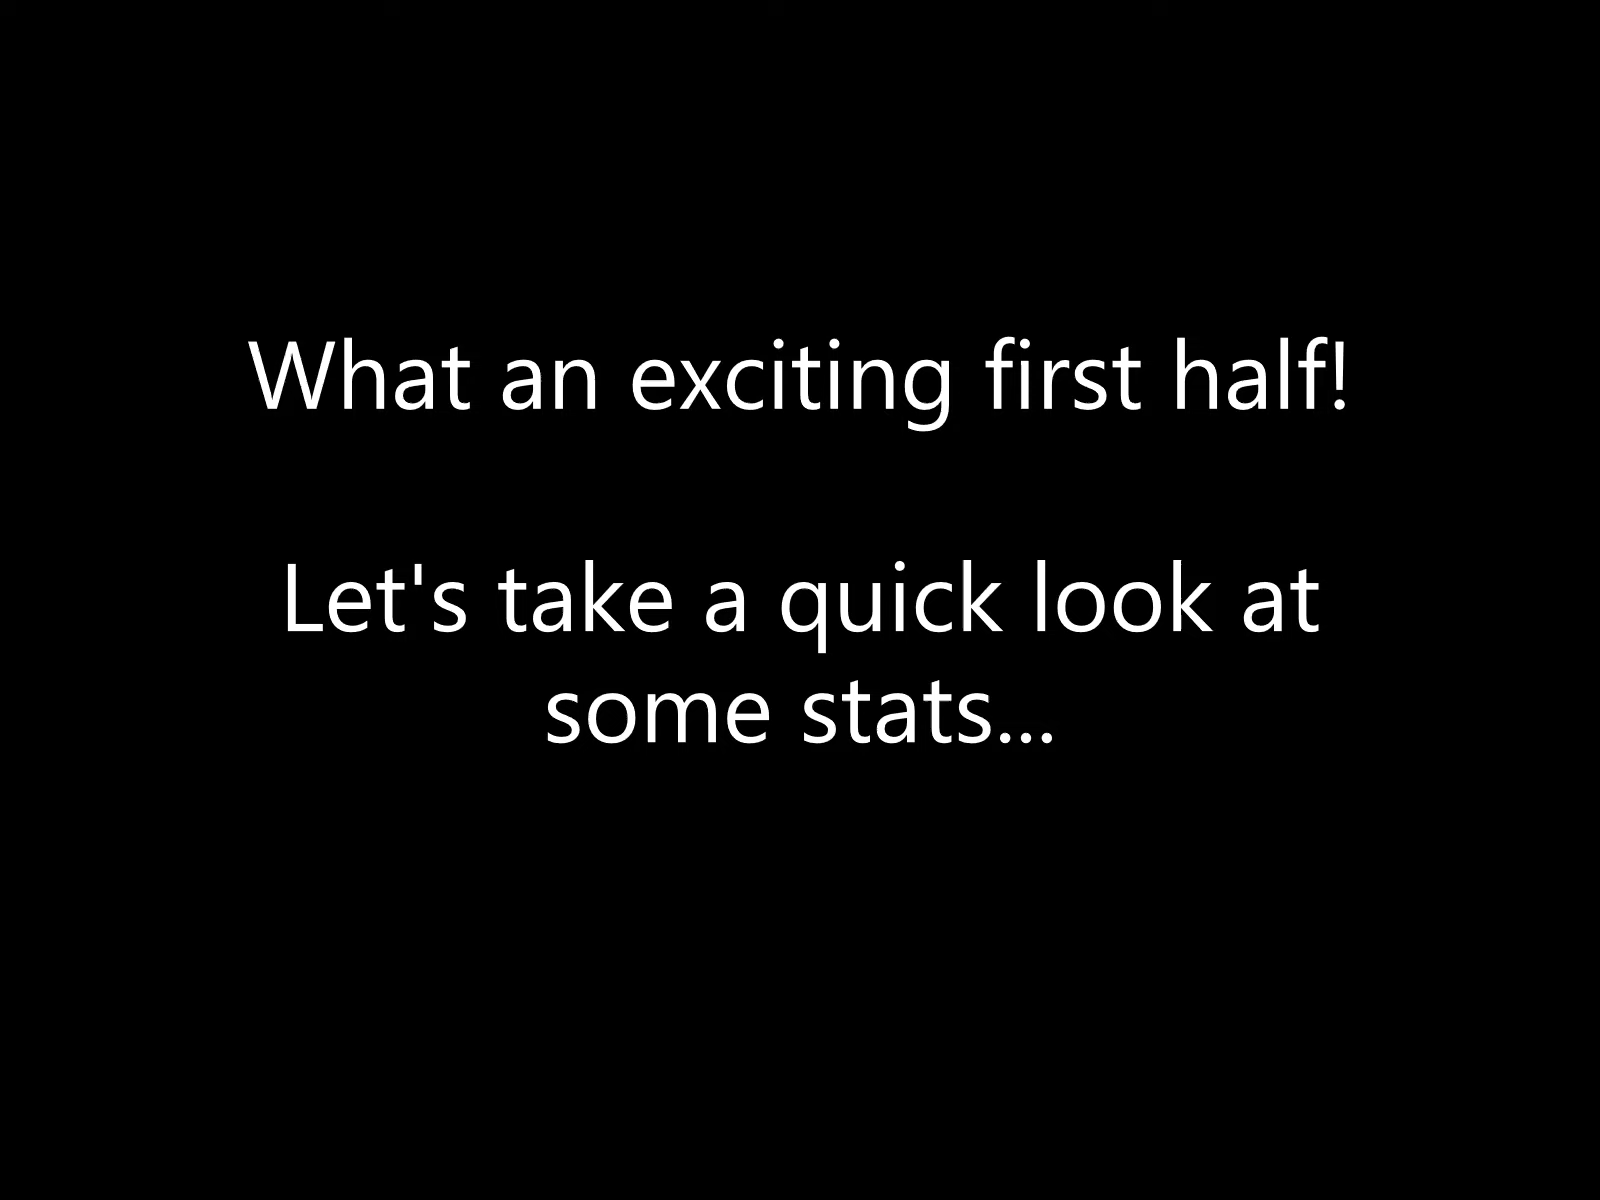 What an exciting first half!
Let's take a quick look at
some stats...